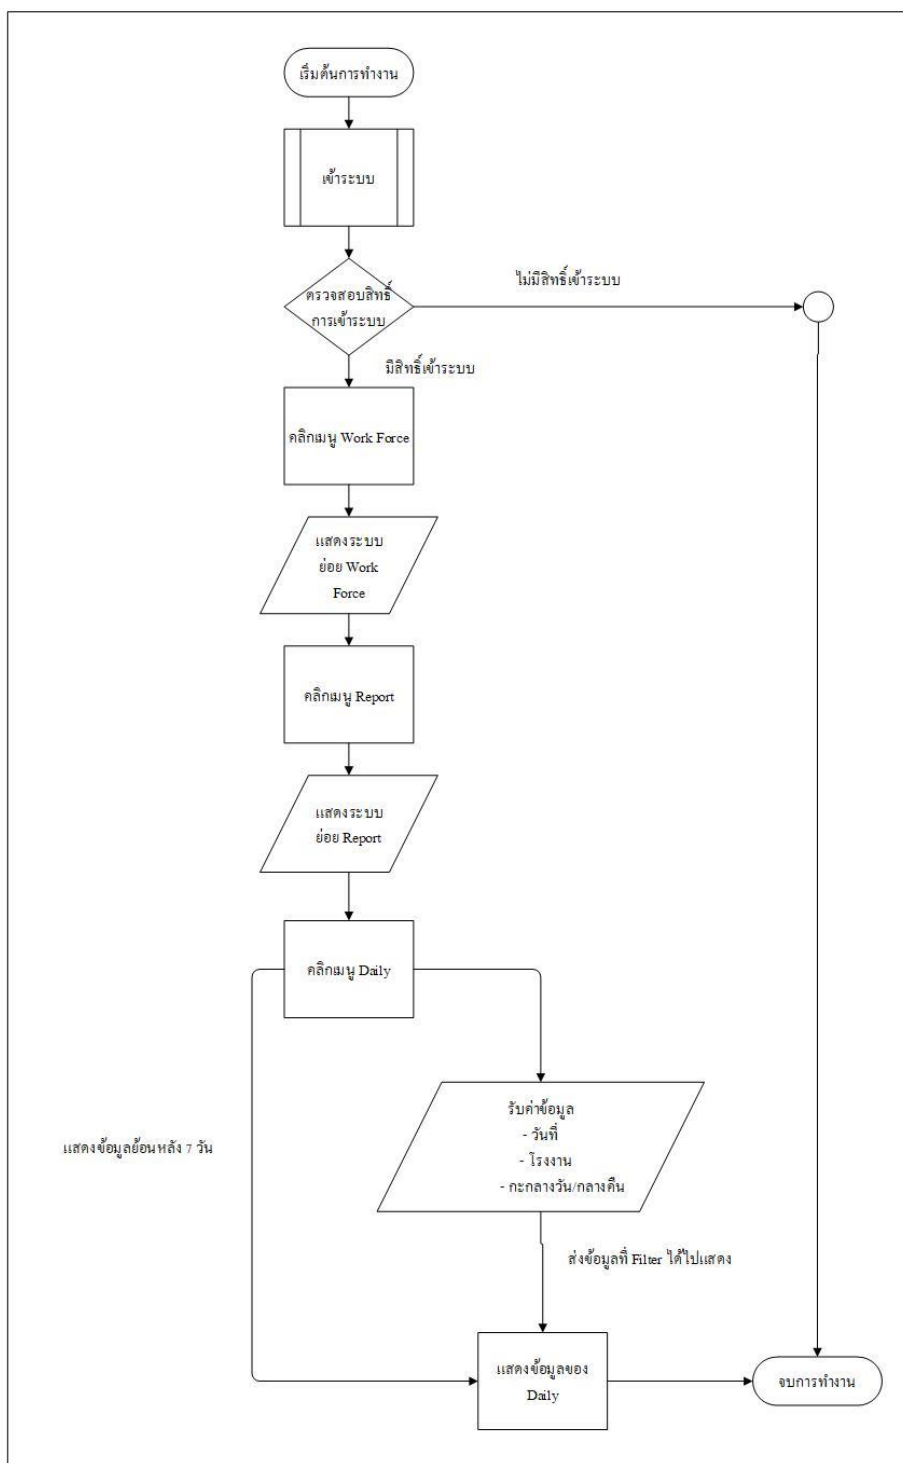 เริ่มต้นการทำงาน
เข้าระบบ
ไม่มีสิทธิ์เข้าระบบ
ตรวจสอบสิทธิ์
การเข้าระบบ
มีสิทธิ์เข้าระบบ
คลิกเมนู Work Force
แสดงระบบ
ย่อย Work
Force
คลิกเมนู Report
แสดงระบบ
ย่อย Report
คลิกเมนู Daily
รับค่าข้อมูล
- วันที่
- โรงงาน
- กะกลางวัน/กลางคืน
แสดงข้อมูลย้อนหลัง 7 วัน
ส่งข้อมูลที่ Filter ได้ไปแสดง
แสดงข้อมูลของ
Daily
จบการทำงาน